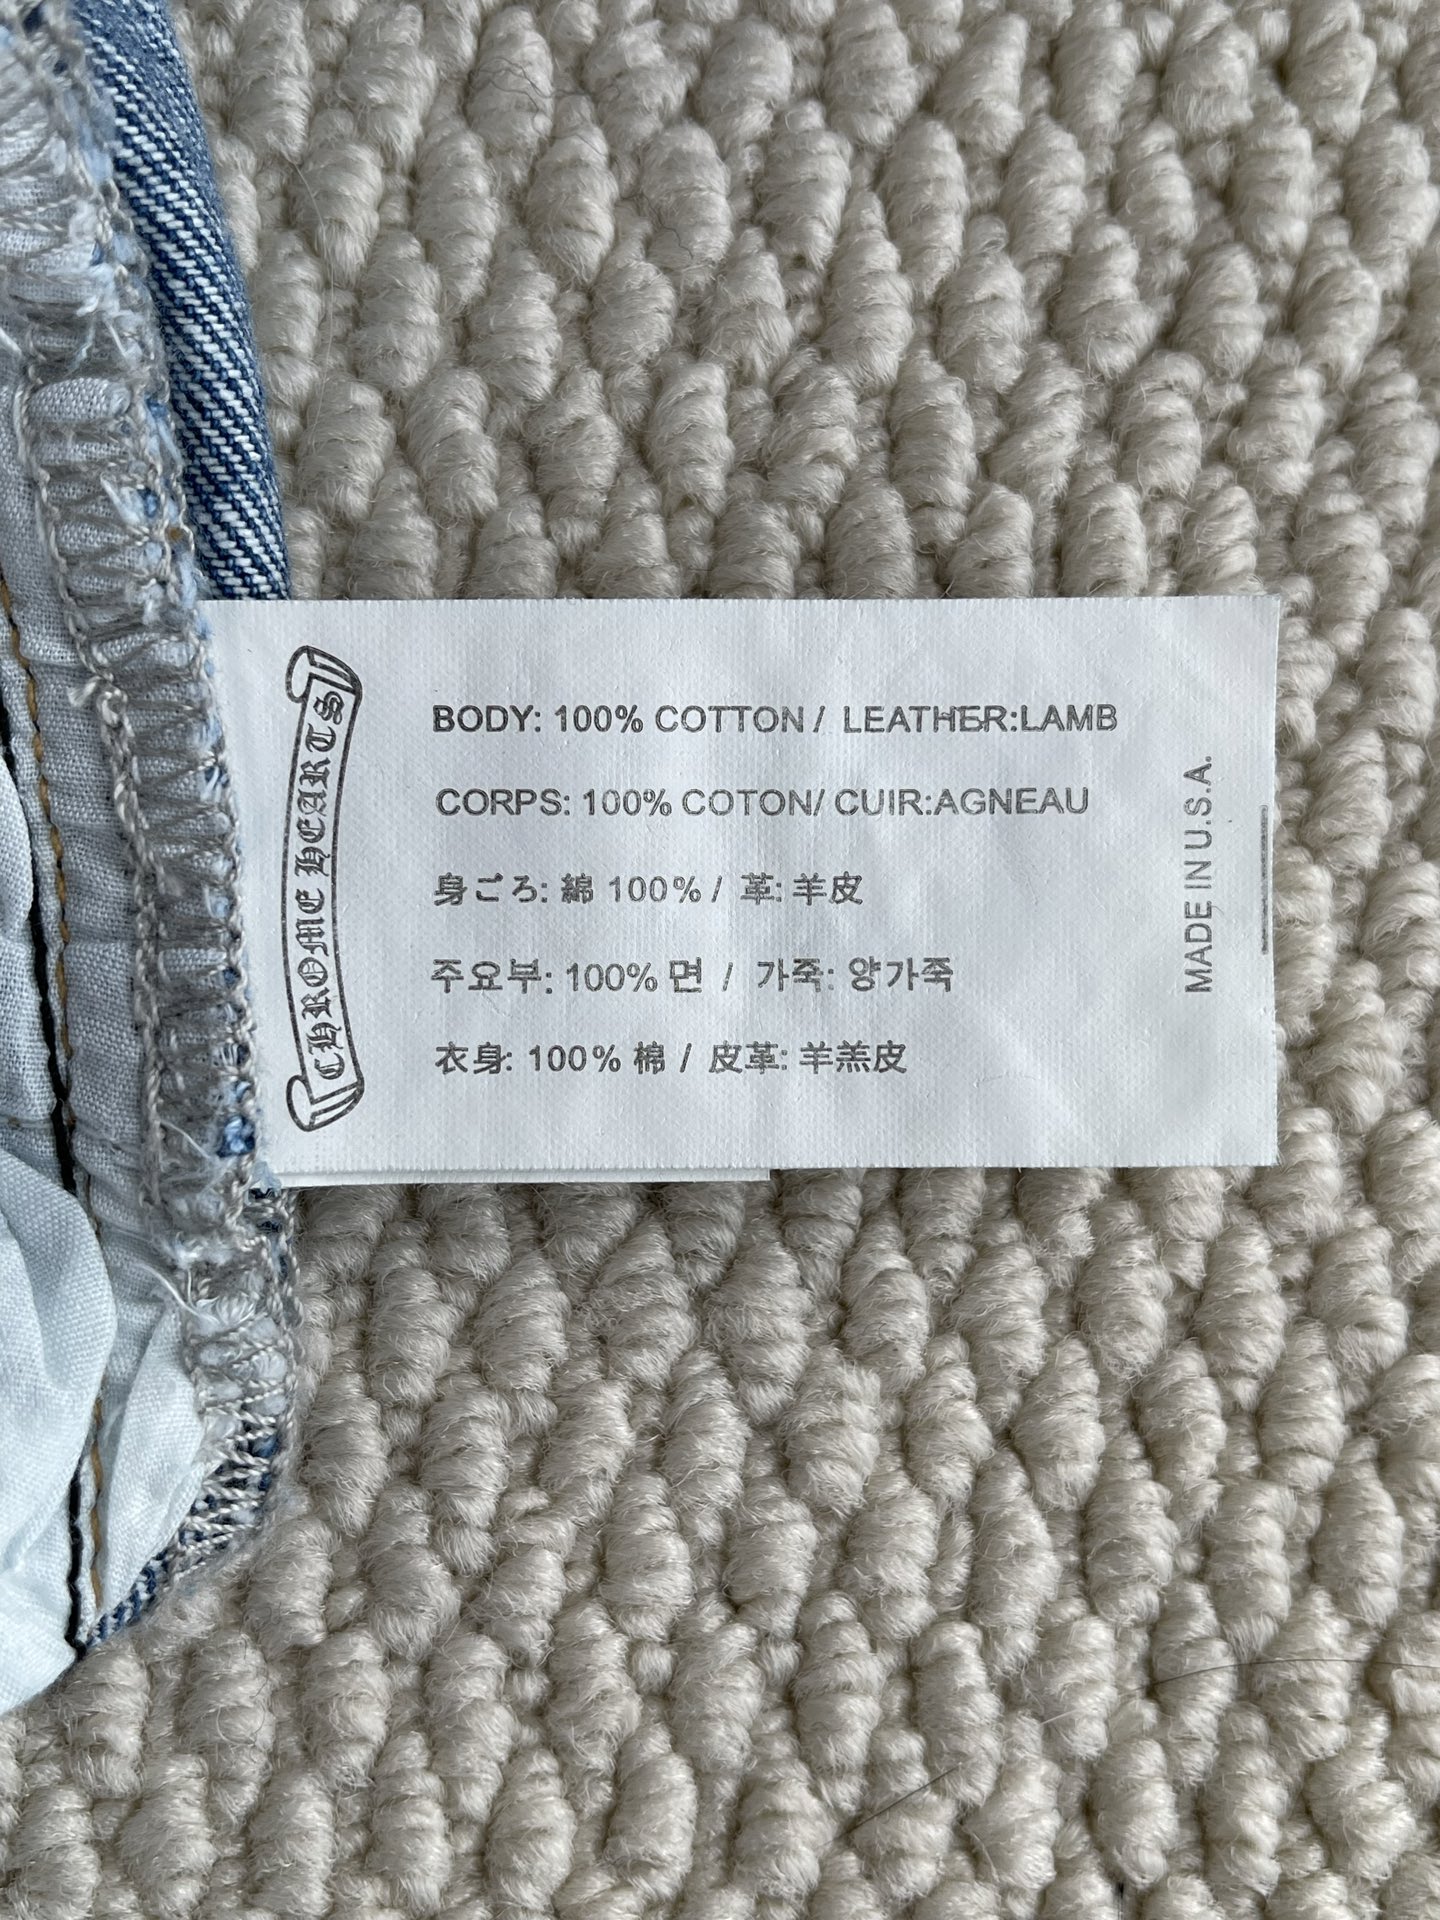 CHROME HEARTS
BODY: 100% COTTON / LEATHER:LAMB
CORPS: 100% COTON/ CUIR:AGNEAU
身ごろ: 綿 100% / 革: 羊皮
주요부: 100% 면 / 가죽: 양가죽
衣身: 100% 棉 / 皮革: 羊羔皮
MADE IN U.S.A.